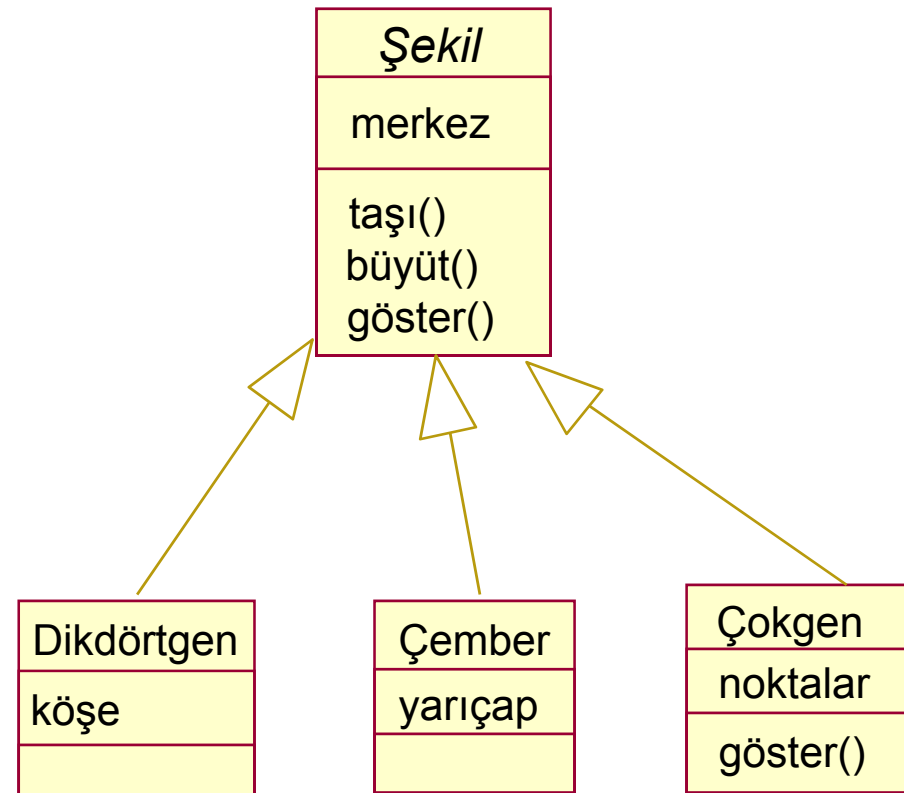 Şekil
merkez
taşı()
büyüt()
göster()
Dikdörtgen
köşe
Çember
yarıçap
Çokgen
noktalar
göster()